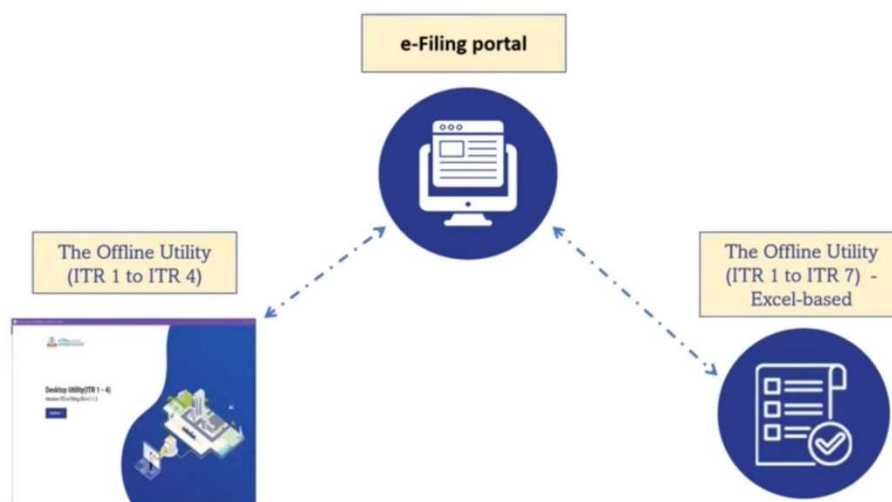 e-Filing portal
The Offline Utility
(ITR 1 to ITR 4)
The Offline Utility
(ITR 1 to ITR 7) -
Excel-based
Desktop Utility(ITR 1 - 4)